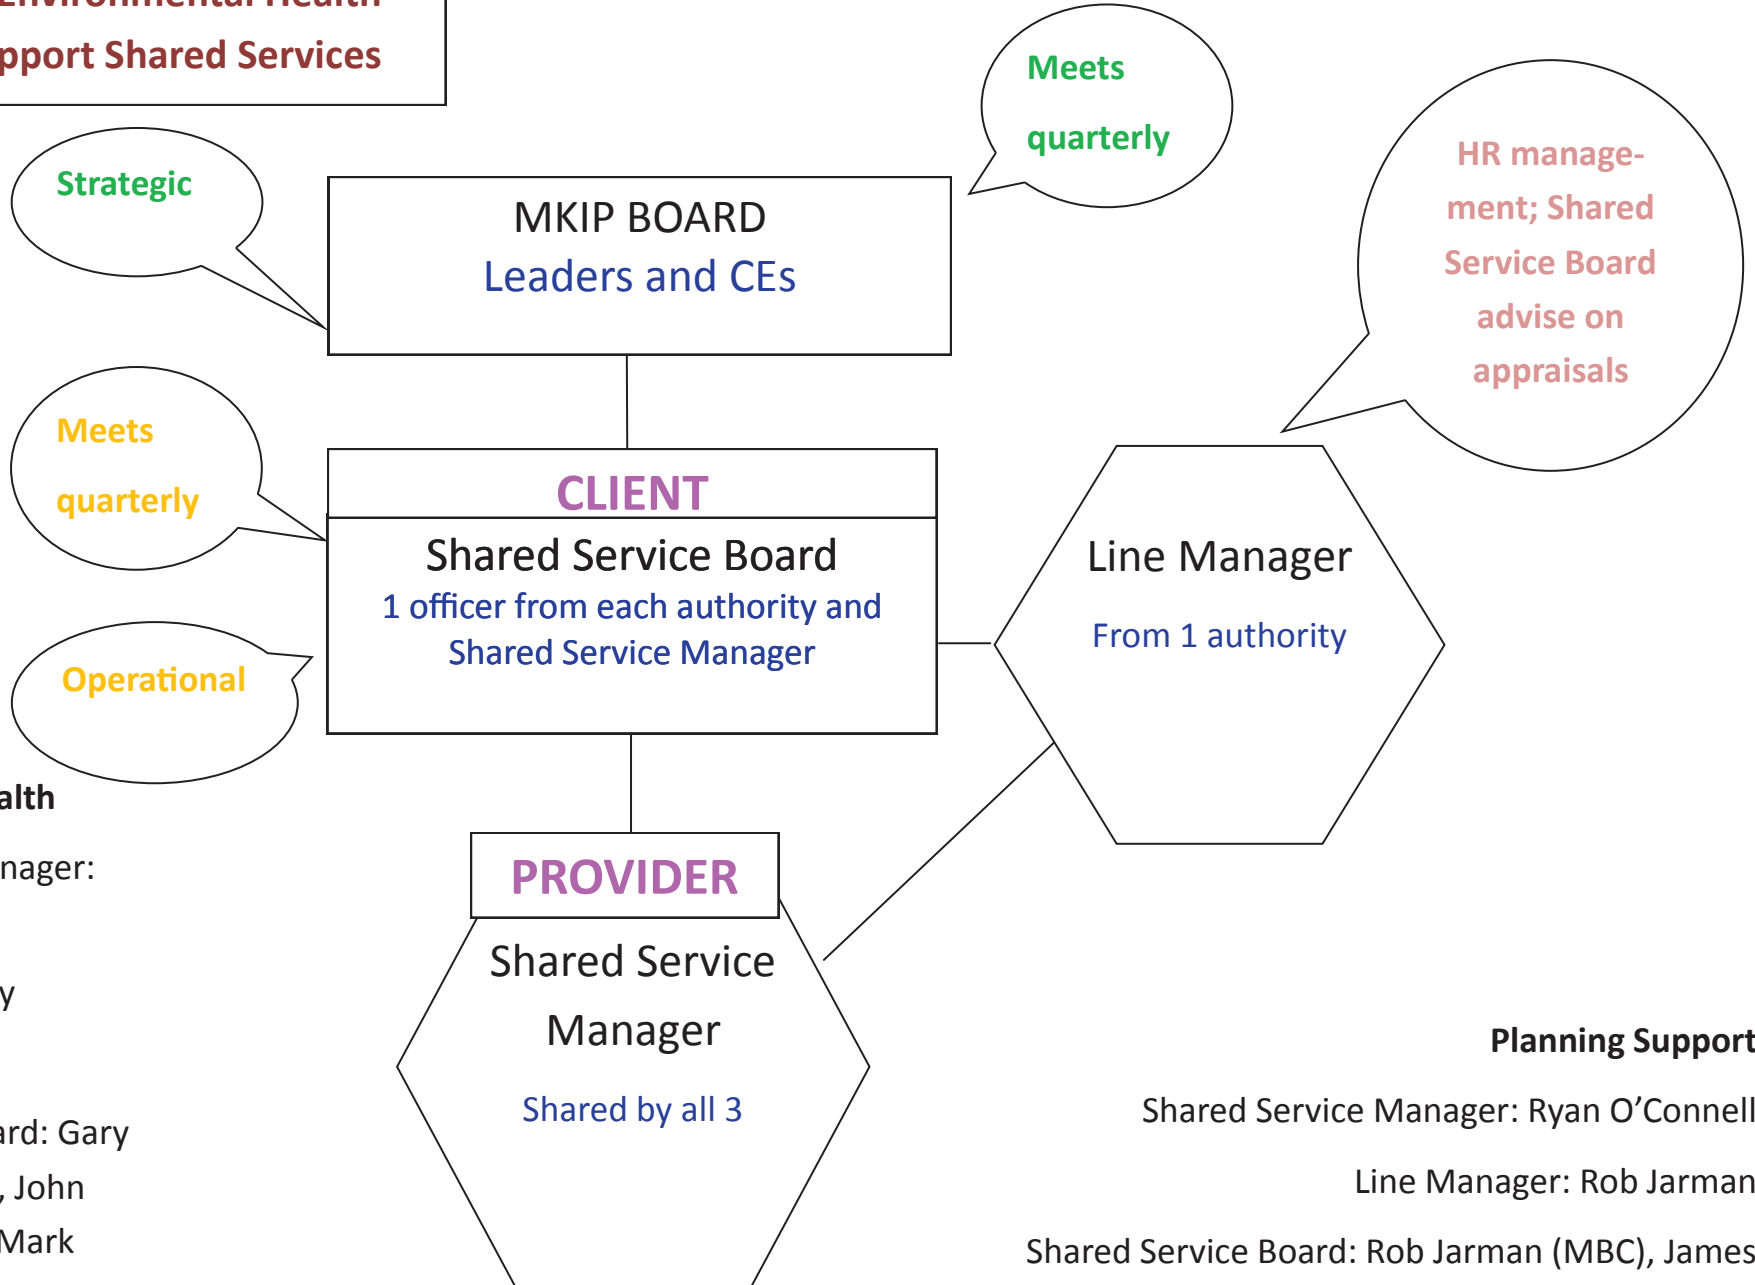 Environmental Health
Support Shared Services
Meets
quarterly
Strategic
MKIP BOARD
Leaders and CEs
HR manage-
ment; Shared
Service Board
advise on
appraisals
Meets
quarterly
CLIENT
Shared Service Board
1 officer from each authority and
Shared Service Manager
Line Manager
From 1 authority
Operational
PROVIDER
Shared Service
Manager
Shared by all 3
ard: Gary
, John
Mark
Planning Support
Shared Service Manager: Ryan O’Connell
Line Manager: Rob Jarman
Shared Service Board: Rob Jarman (MBC), James